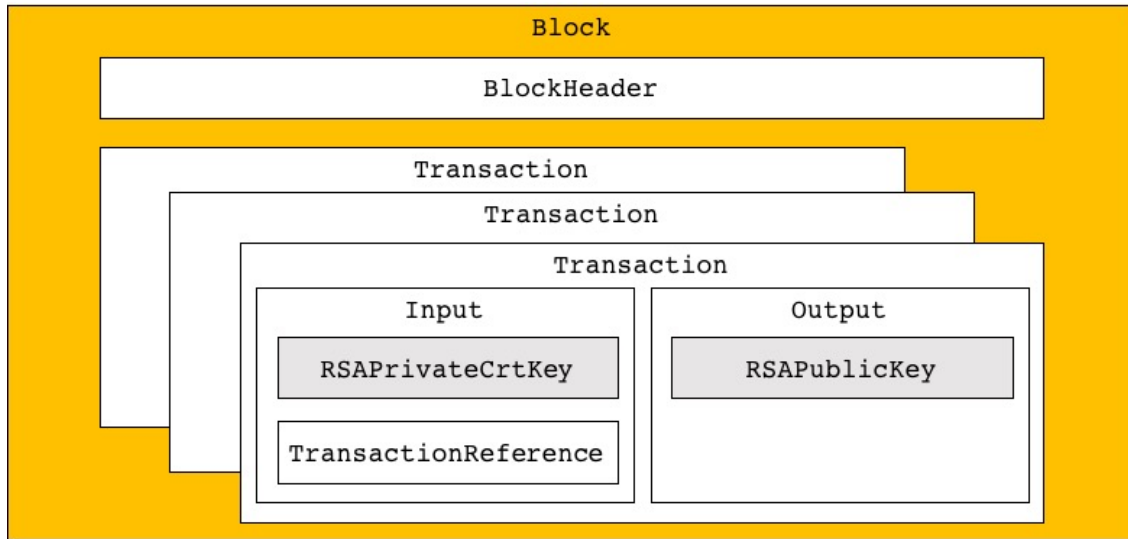 Block
BlockHeader
Transaction
Transaction
Transaction
Input
RSAPrivateCrtKey
TransactionReference
Output
RSAPublicKey